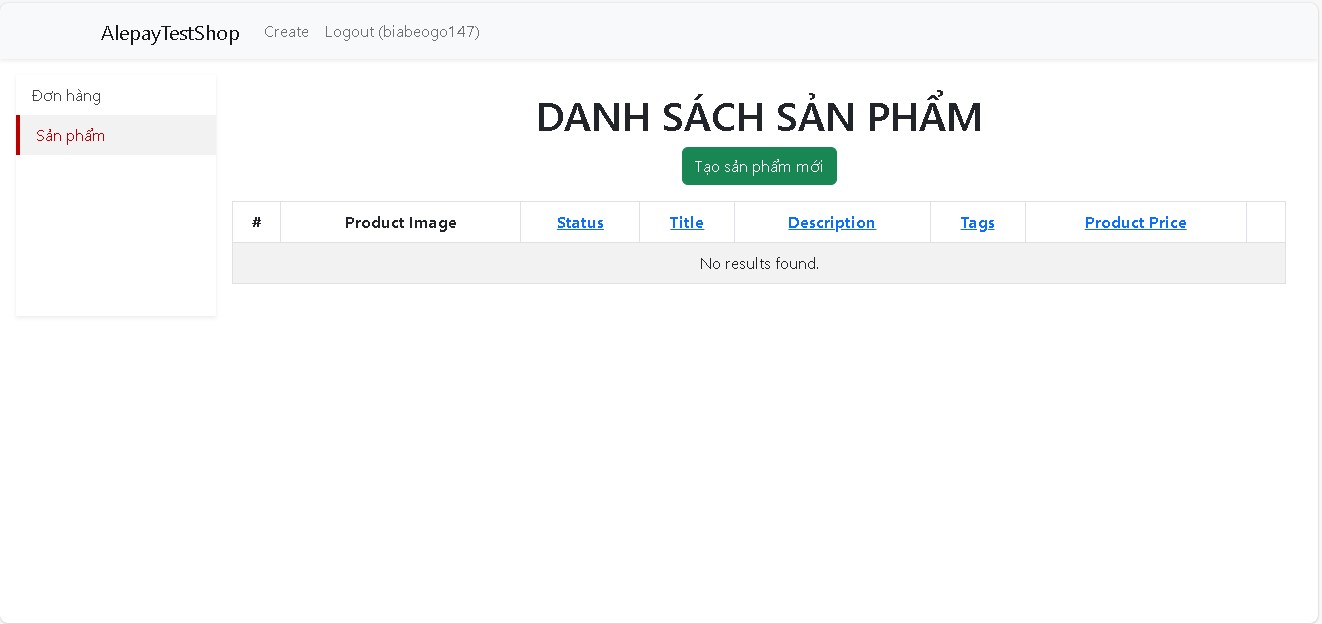 AlepayTestShop Create Logout (biabeogo147)
Đơn hàng
Sản phẩm
DANH SÁCH SẢN PHẨM
Tạo sản phẩm mới
# Product Image Status Title Description Tags Product Price
No results found.